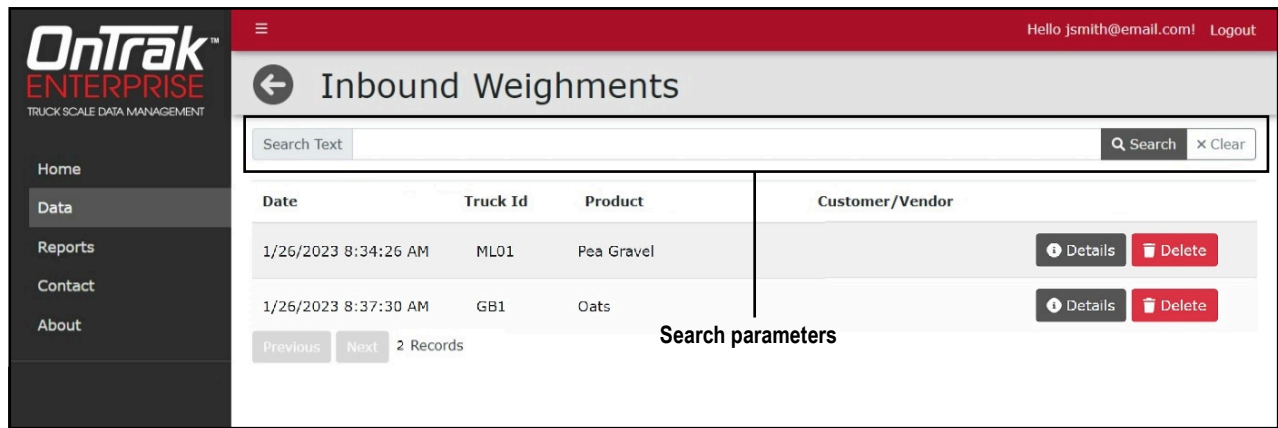 OnTrak™
ENTERPRISE
TRUCK SCALE DATA MANAGEMENT
Home
Data
Reports
Contact
About
Hello jsmith@email.com! Logout
Inbound Weighments
Search Text Search × Clear
Date Truck Id Product Customer/Vendor
1/26/2023 8:34:26 AM ML01 Pea Gravel Details Delete
1/26/2023 8:37:30 AM GB1 Oats Details Delete
Previous Next 2 Records
Search parameters